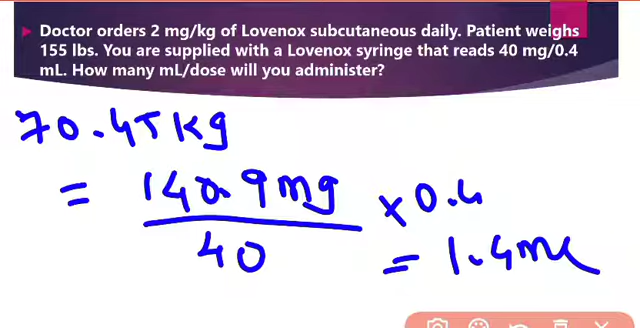 Doctor orders 2 mg/kg of Lovenox subcutaneous daily. Patient weighs
155 lbs. You are supplied with a Lovenox syringe that reads 40 mg/0.4
mL. How many mL/dose will you administer?
70.45 kg
= 140.9 mg × 0.4
40 = 1.4 mL